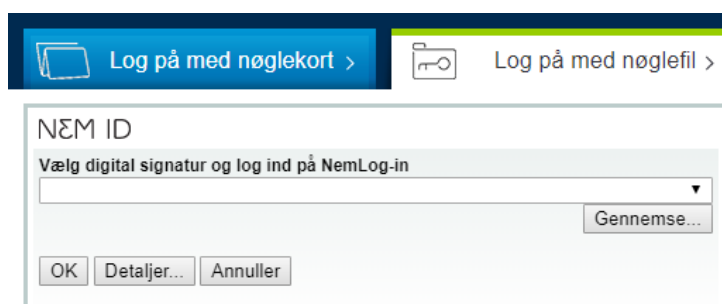 Log på med nøglekort >
Log på med nøglefil >
NEM ID
Vælg digital signatur og log ind på NemLog-in
Gennemse...
OK Detaljer... Annuller